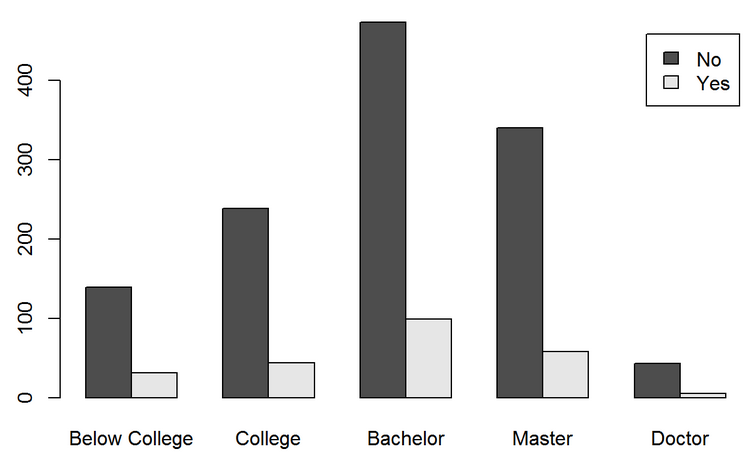 No
Yes
400
300
200
100
0
Below College
College
Bachelor
Master
Doctor